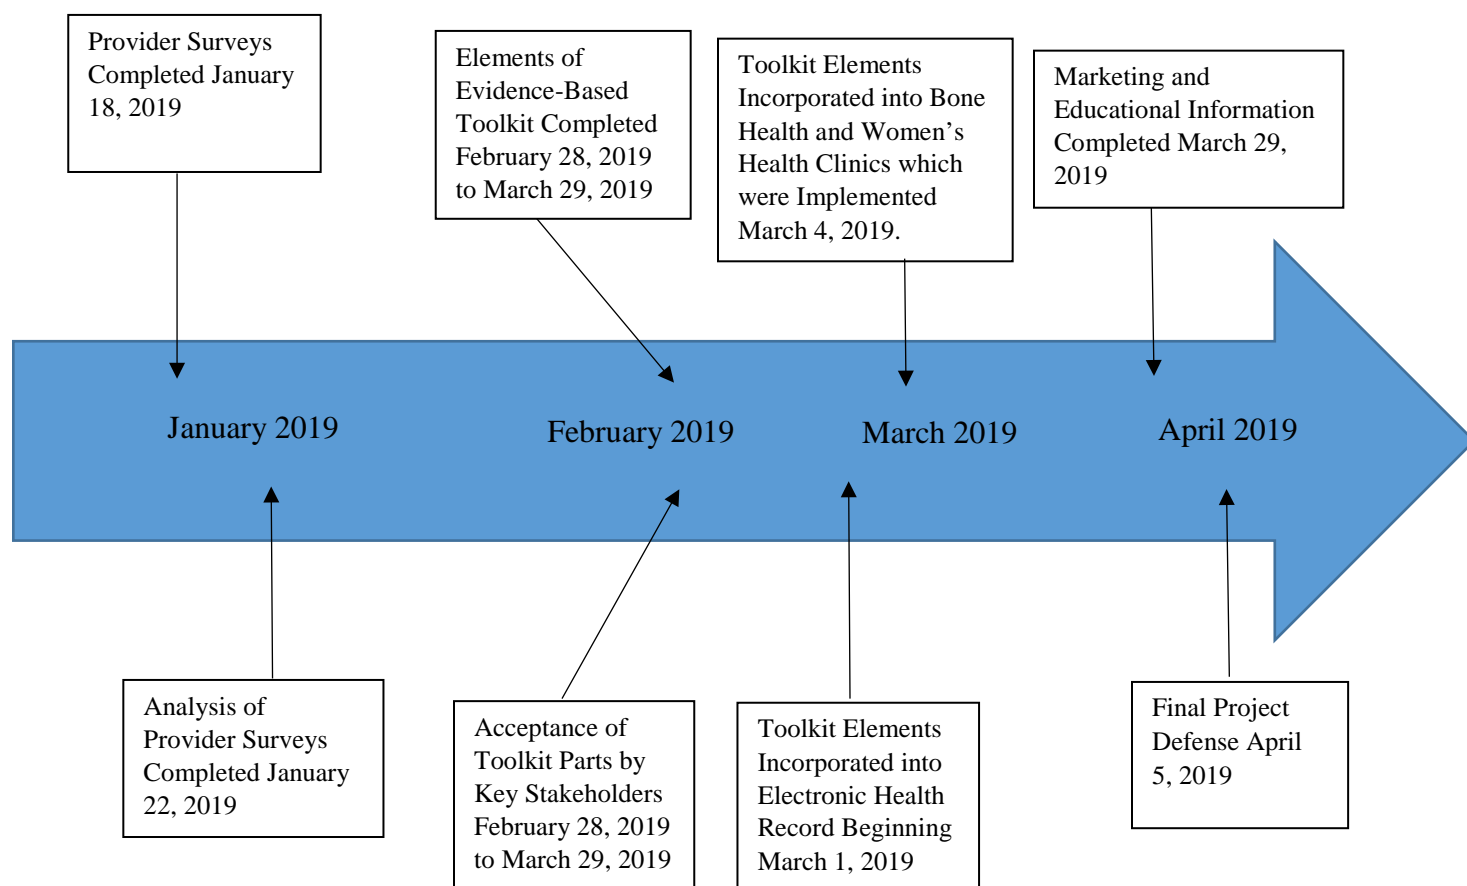 Provider Surveys
Completed January
18, 2019
Elements of
Evidence-Based
Toolkit Completed
February 28, 2019
to March 29, 2019
Toolkit Elements
Incorporated into Bone
Health and Women’s
Health Clinics which
were Implemented
March 4, 2019.
Marketing and
Educational Information
Completed March 29,
2019
January 2019
February 2019
March 2019
April 2019
Analysis of
Provider Surveys
Completed January
22, 2019
Acceptance of
Toolkit Parts by
Key Stakeholders
February 28, 2019
to March 29, 2019
Toolkit Elements
Incorporated into
Electronic Health
Record Beginning
March 1, 2019
Final Project
Defense April
5, 2019